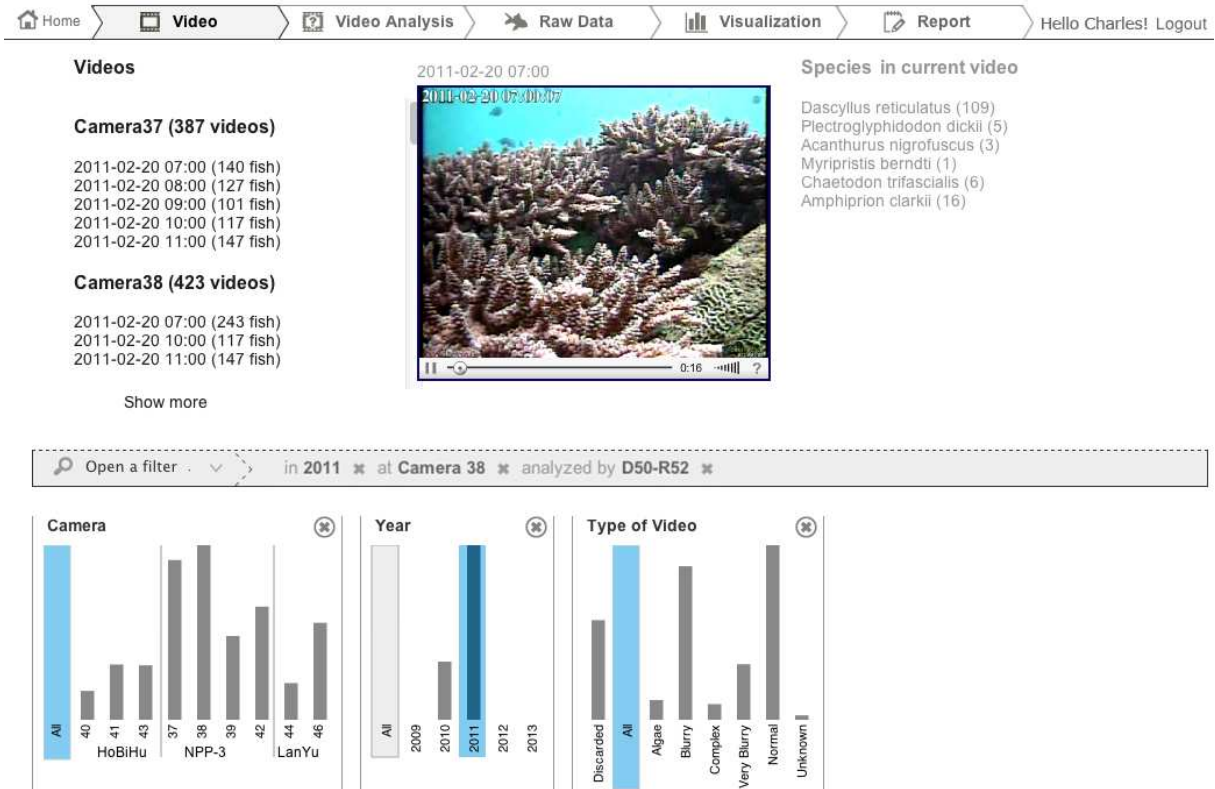 Home Video Video Analysis Raw Data Visualization Report Hello Charles! Logout
Videos
Camera37 (387 videos)
2011-02-20 07:00 (140 fish)
2011-02-20 08:00 (127 fish)
2011-02-20 09:00 (101 fish)
2011-02-20 10:00 (117 fish)
2011-02-20 11:00 (147 fish)
Camera38 (423 videos)
2011-02-20 07:00 (243 fish)
2011-02-20 10:00 (117 fish)
2011-02-20 11:00 (147 fish)
Show more
2011-02-20 07:00
2011-02-20 07:00:07
0:16 ?
Species in current video
Dascyllus reticulatus (109)
Plectroglyphidodon dickii (5)
Acanthurus nigrofuscus (3)
Myripristis berndti (1)
Chaetodon trifascialis (6)
Amphiprion clarkii (16)
Open a filter . in 2011 at Camera 38 analyzed by D50-R52
Camera
All 40 41 43 37 38 39 42 44 46
HoBiHu NPP-3 LanYu
Year
All 2009 2010 2011 2012 2013
Type of Video
Discarded All Algae Blurry Complex Very Blurry Normal Unknown